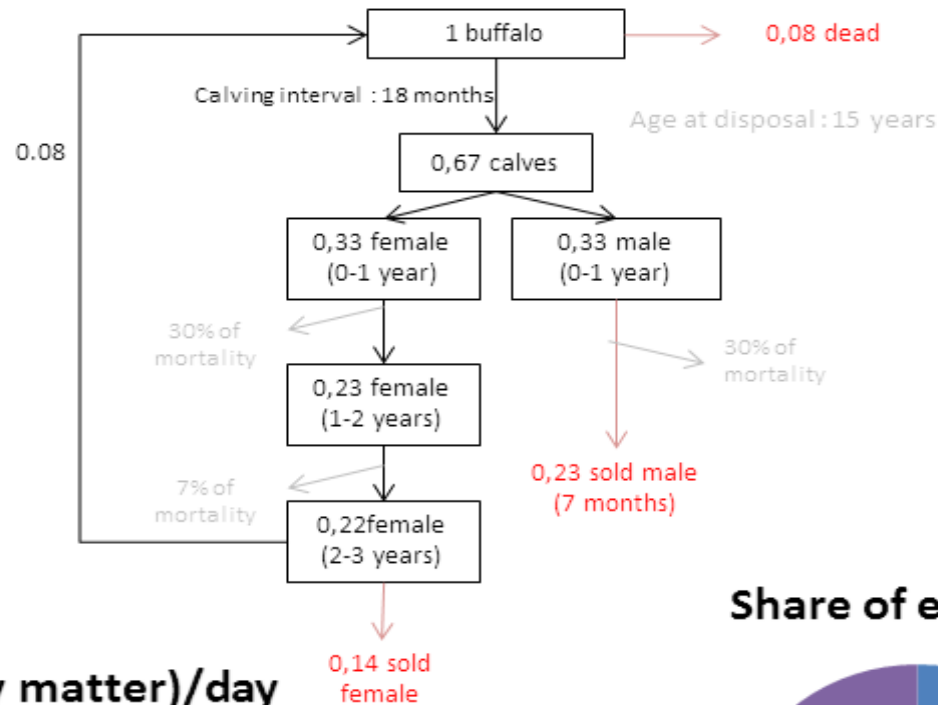 1 buffalo
0,08 dead
Calving interval : 18 months
Age at disposal : 15 years
0.08
0,67 calves
0,33 female
(0-1 year)
0,33 male
(0-1 year)
30% of
mortality
30% of
mortality
0,23 female
(1-2 years)
0,23 sold male
(7 months)
7% of
mortality
0,22female
(2-3 years)
Share of e
0,14 sold
female
matter)/day